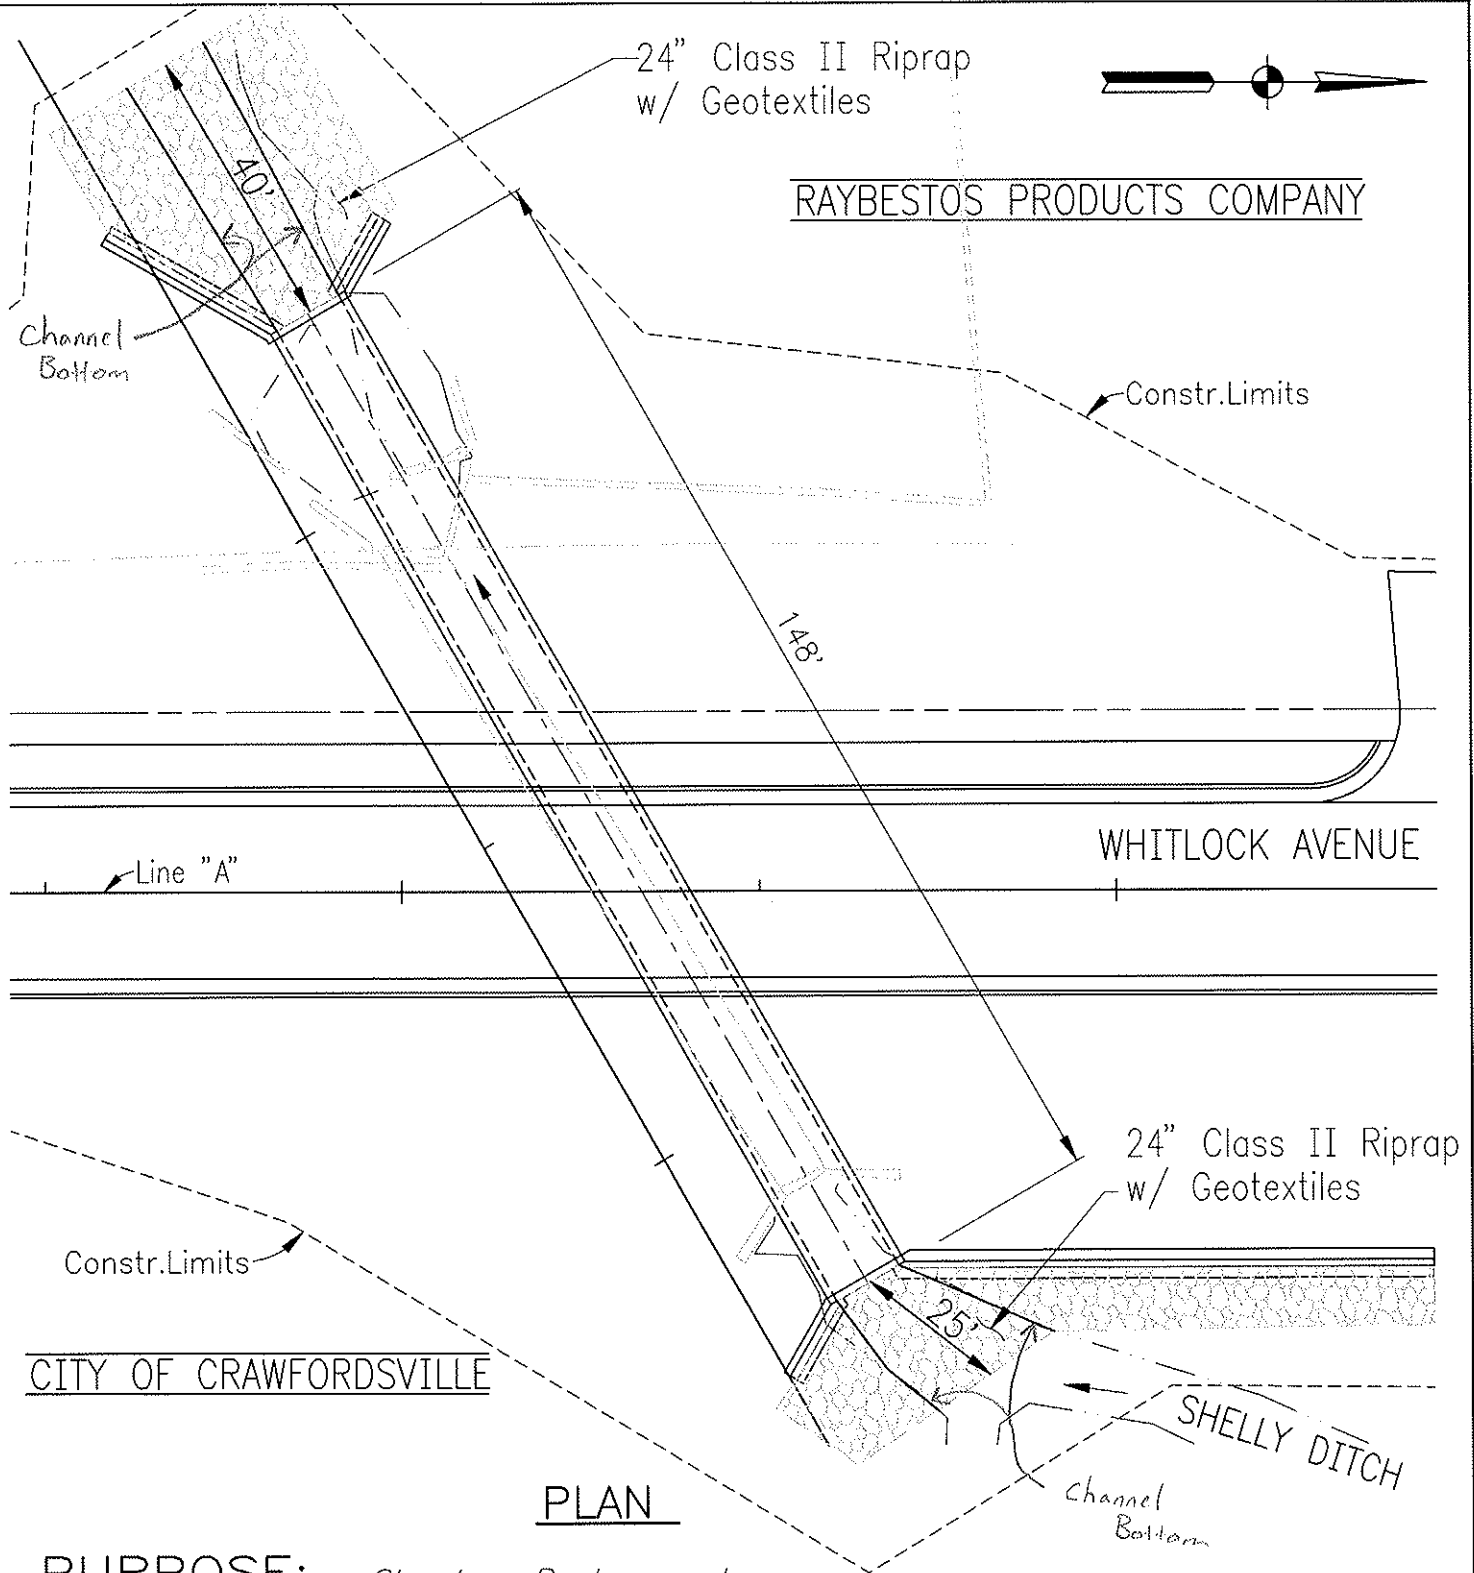 24" Class II Riprap
w/ Geotextiles
RAYBESTOS PRODUCTS COMPANY
40'
Channel
Bottom
Constr.Limits
148'
WHITLOCK AVENUE
Line "A"
24" Class II Riprap
w/ Geotextiles
Constr.Limits
25'
CITY OF CRAWFORDSVILLE
SHELLY DITCH
Channel
Bottom
PLAN
PURPOSE: